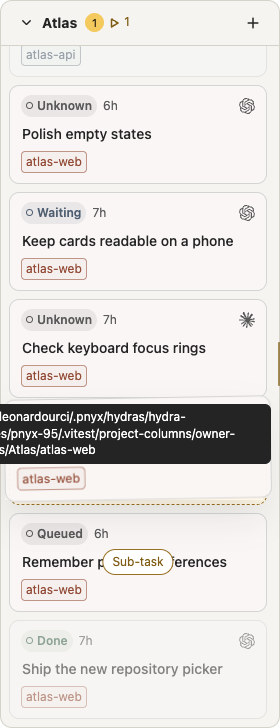 Atlas 1 1
atlas-api
Unknown 6h
Polish empty states
atlas-web
Waiting 7h
Keep cards readable on a phone
atlas-web
Unknown 7h
Check keyboard focus rings
atlas-web
leonardourci/.pnyx/hydras/hydra-
s/pnyx-95/.vitest/project-columns/owner-
s/Atlas/atlas-web
atlas-web
Queued 6h
Remember
Sub-task
atlas-web
Done 7h
Ship the new repository picker
atlas-web